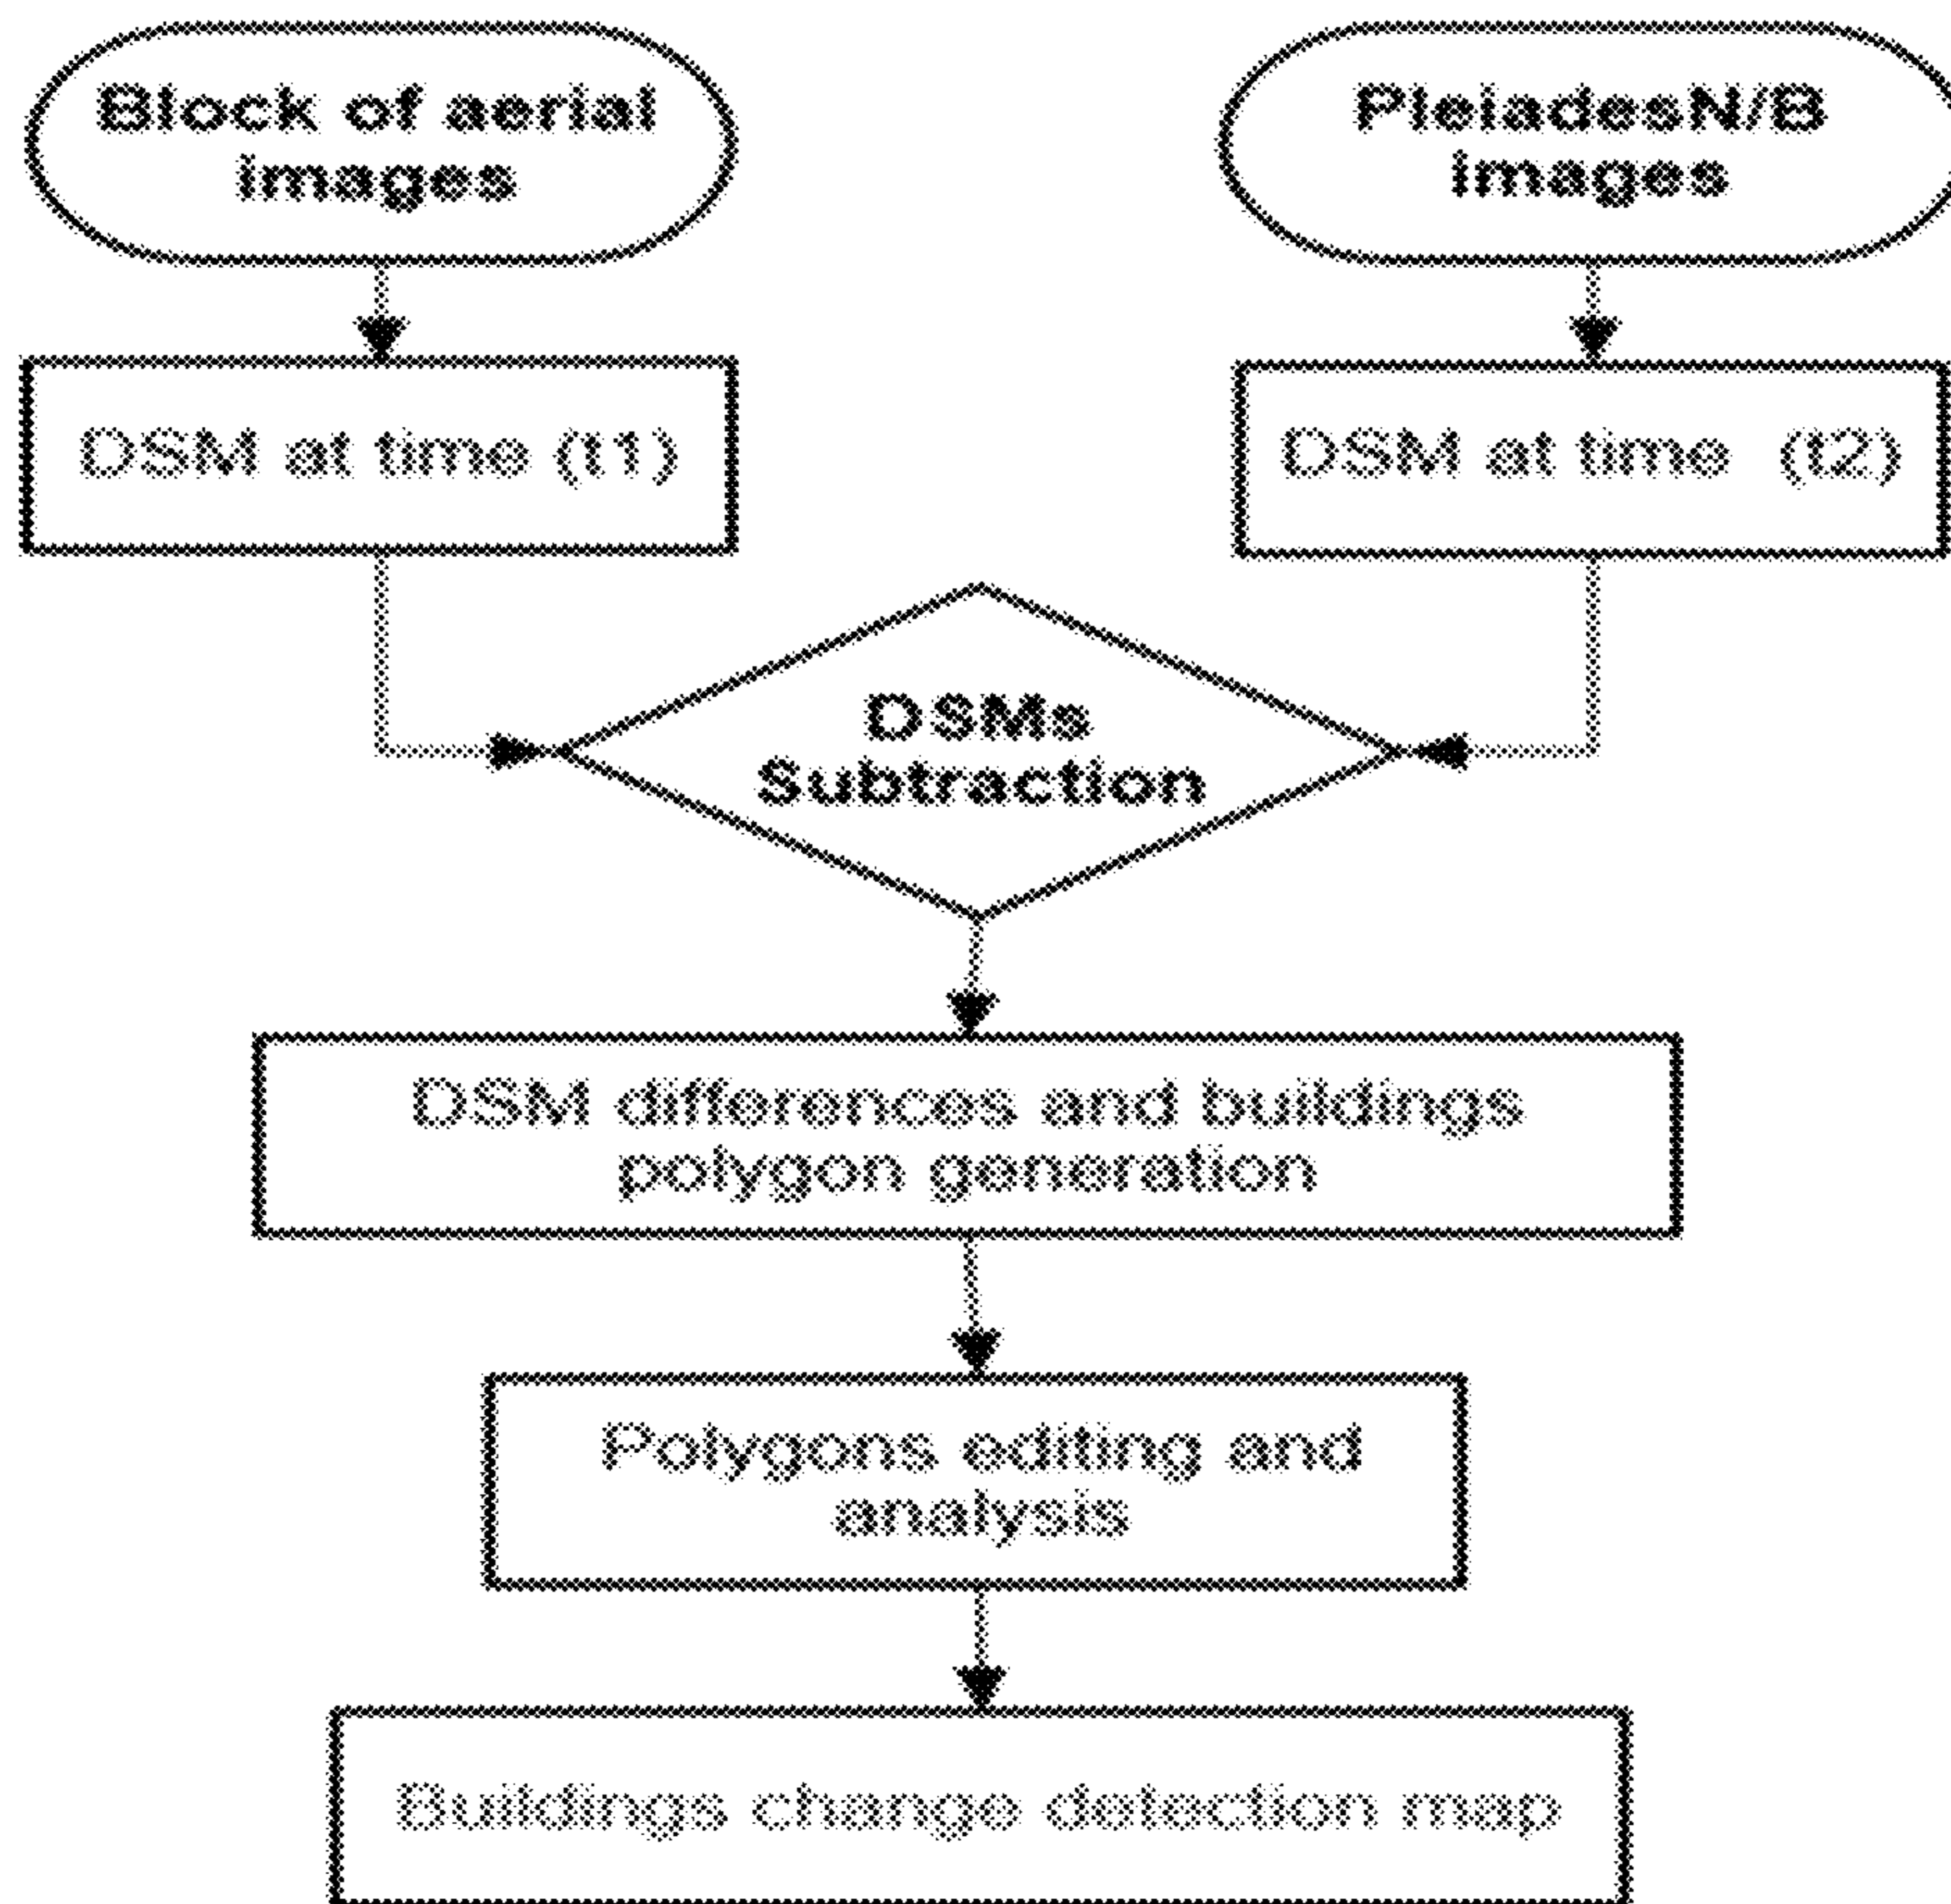 Block of aerial
images
PleiadesN/B
images
DSM at time (t1)
DSM at time (t2)
DSMs
Subtraction
DSM differences and buildings
polygon generation
Polygons editing and
analysis
Buildings change detection map